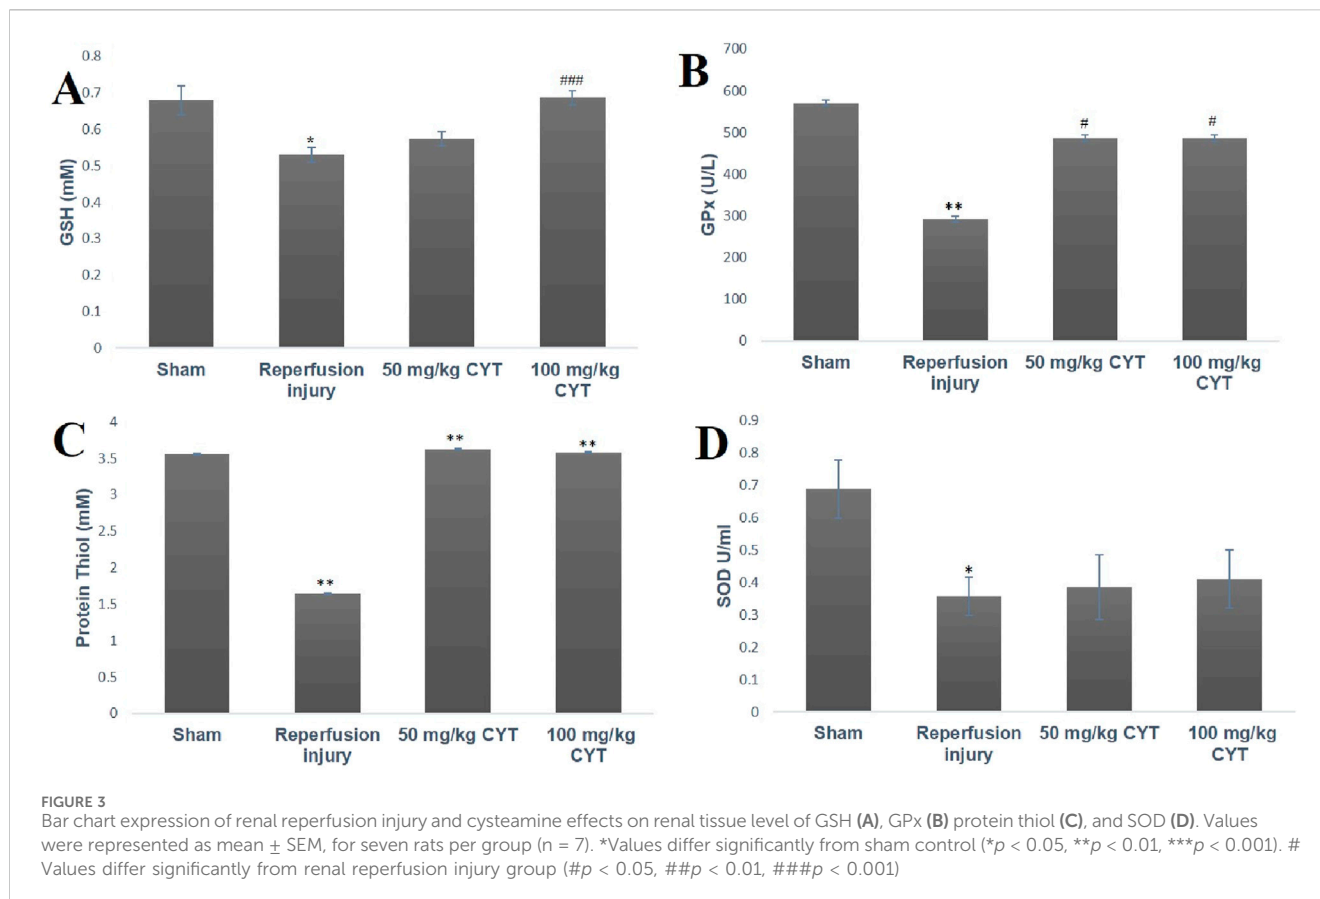 A
GSH (mM)
0.8
0.7
0.6
0.5
0.4
0.3
0.2
0.1
0
*
###
Sham
Reperfusion injury
50 mg/kg CYT
100 mg/kg CYT
B
GPx (U/L)
700
600
500
400
300
200
100
0
**
#
#
Sham
Reperfusion injury
50 mg/kg CYT
100 mg/kg CYT
C
Protein Thiol (mM)
4
3.5
3
2.5
2
1.5
1
0.5
0
**
**
**
Sham
Reperfusion injury
50 mg/kg CYT
100 mg/kg CYT
D
SOD U/ml
0.9
0.8
0.7
0.6
0.5
0.4
0.3
0.2
0.1
0
*
Sham
Reperfusion injury
50 mg/kg CYT
100 mg/kg CYT
FIGURE 3
Bar chart expression of renal reperfusion injury and cysteamine effects on renal tissue level of GSH (A), GPx (B) protein thiol (C), and SOD (D). Values
were represented as mean ± SEM, for seven rats per group (n = 7). *Values differ significantly from sham control (*p < 0.05, **p < 0.01, ***p < 0.001). #
Values differ significantly from renal reperfusion injury group (#p < 0.05, ##p < 0.01, ###p < 0.001)